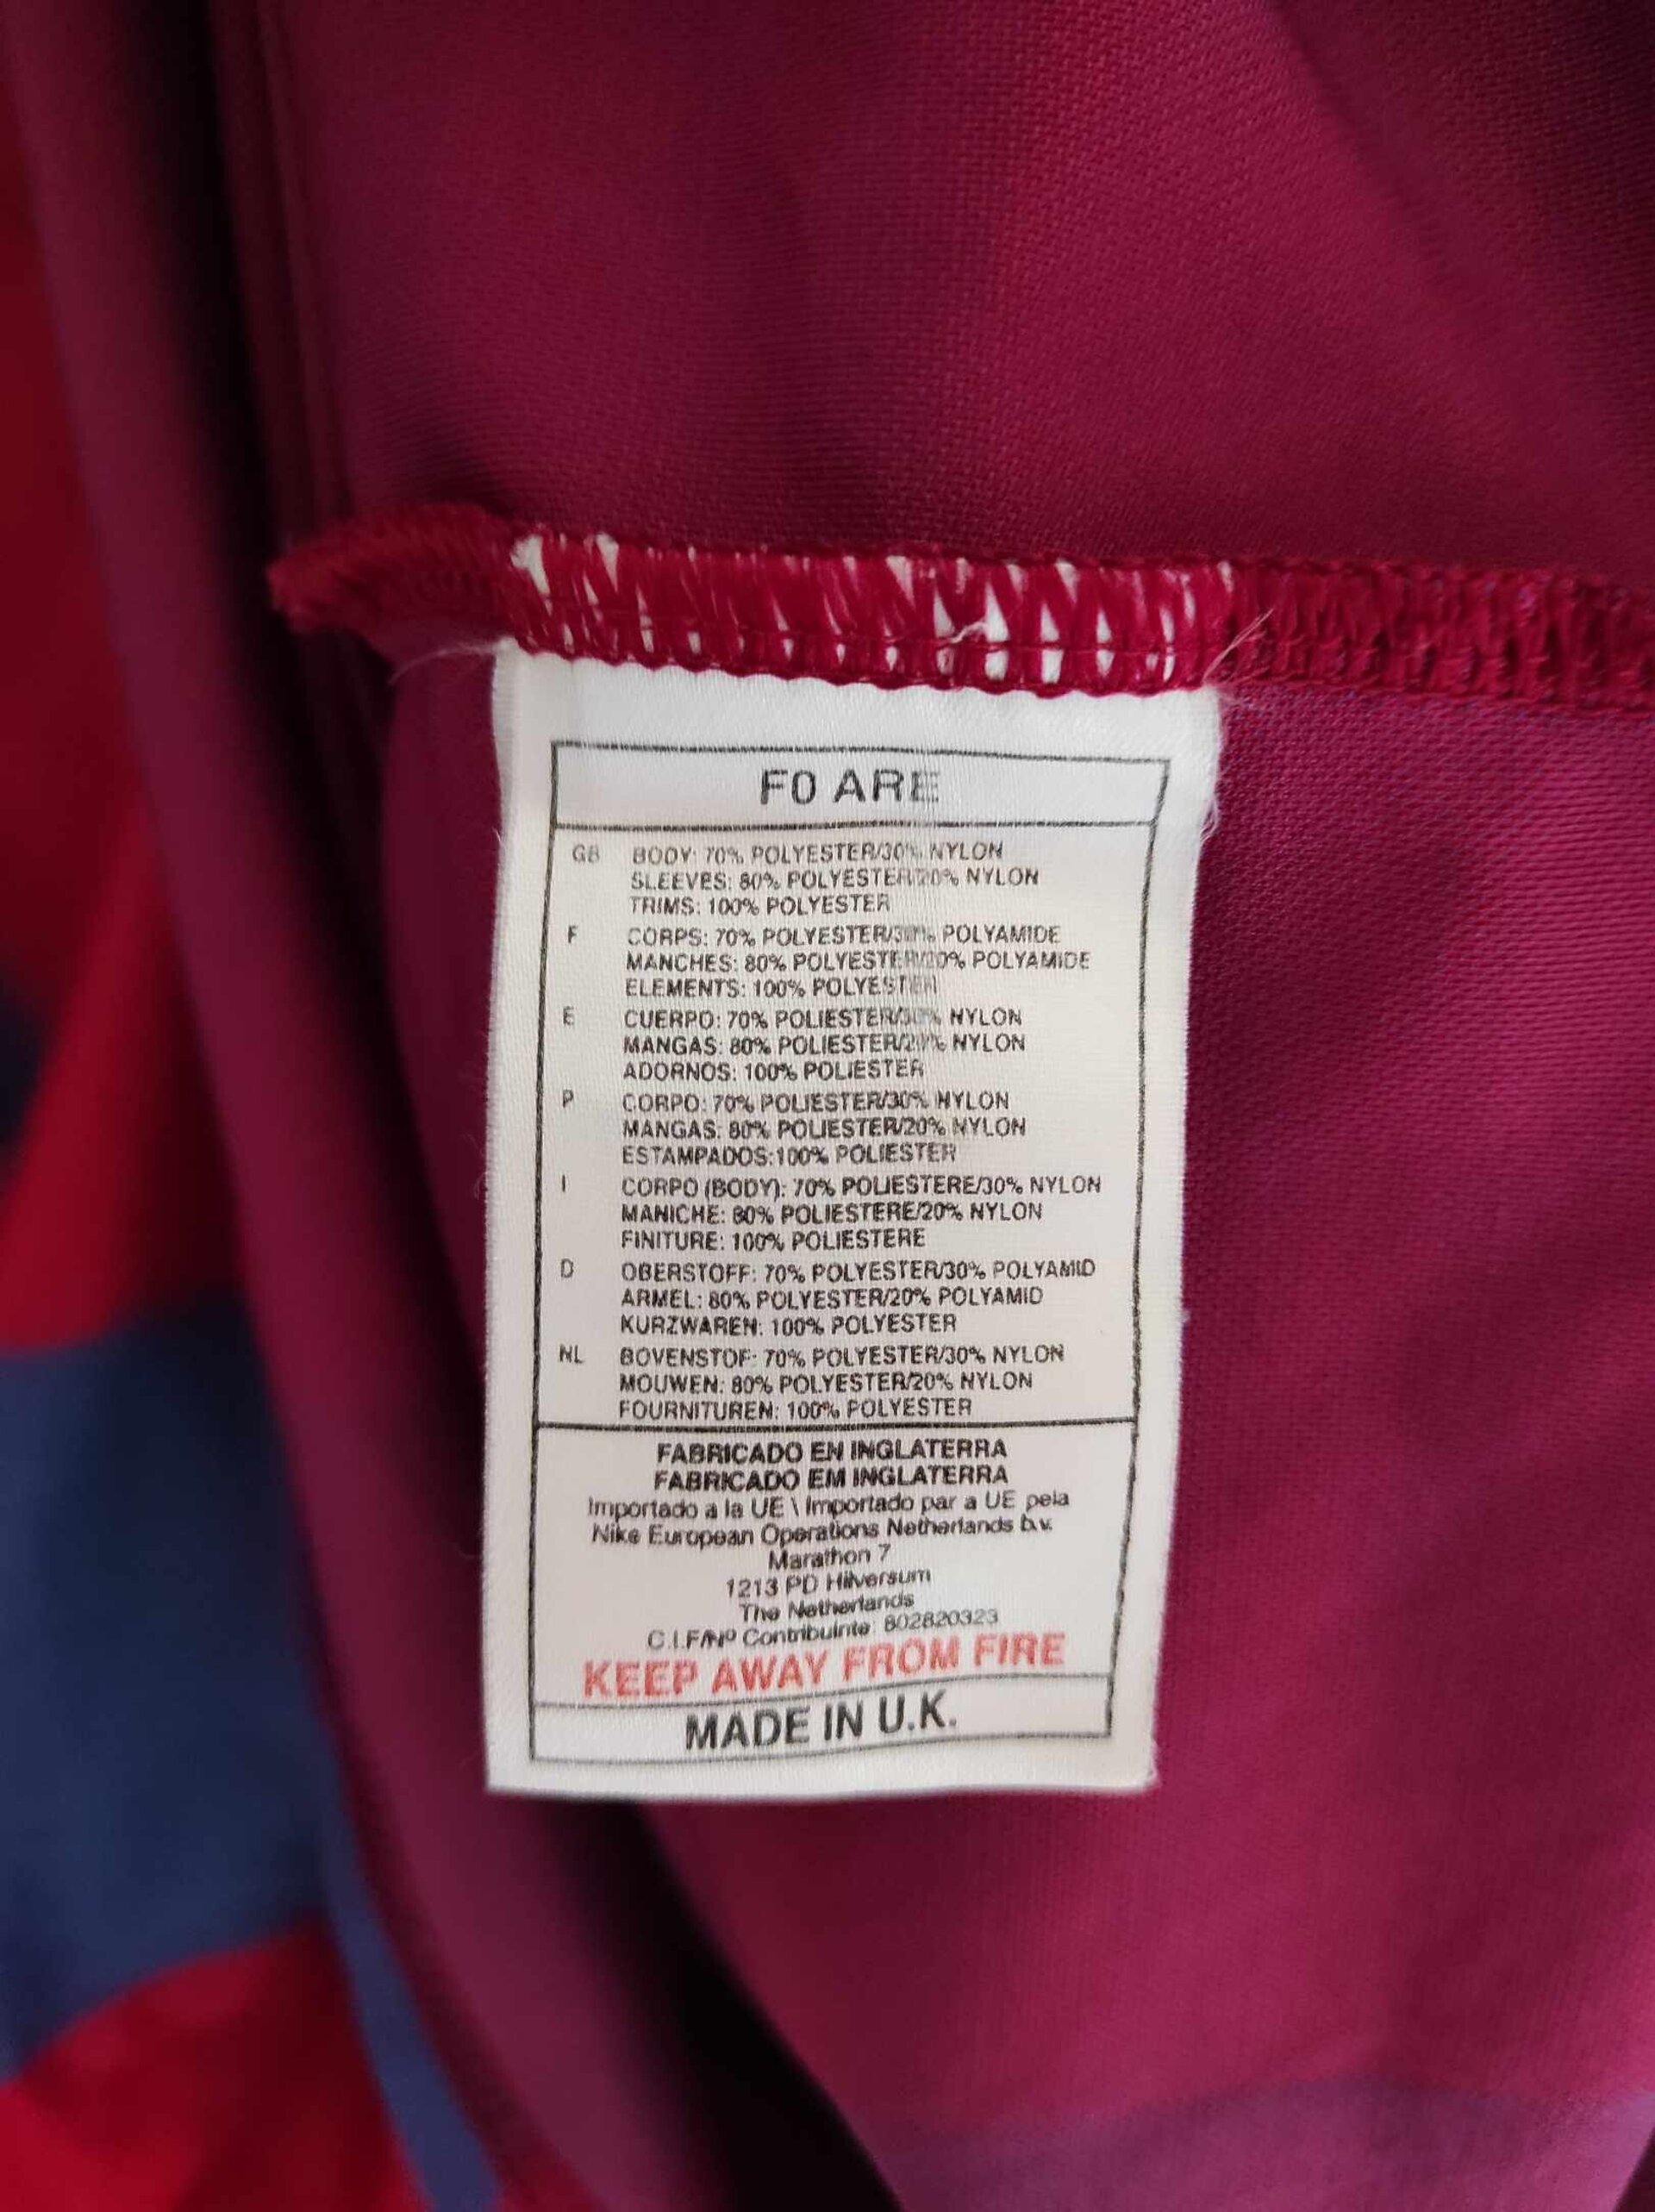 F0 ARE
GB BODY: 70% POLYESTER/30% NYLON
SLEEVES: 80% POLYESTER/20% NYLON
TRIMS: 100% POLYESTER
F CORPS: 70% POLYESTER/30% POLYAMIDE
MANCHES: 80% POLYESTER/20% POLYAMIDE
ELEMENTS: 100% POLYESTER
E CUERPO: 70% POLIESTER/30% NYLON
MANGAS: 80% POLIESTER/20% NYLON
ADORNOS: 100% POLIESTER
P CORPO: 70% POLIESTER/30% NYLON
MANGAS: 80% POLIESTER/20% NYLON
ESTAMPADOS:100% POLIESTER
I CORPO (BODY): 70% POLIESTERE/30% NYLON
MANICHE: 80% POLIESTERE/20% NYLON
FINITURE: 100% POLIESTERE
D OBERSTOFF: 70% POLYESTER/30% POLYAMID
ARMEL: 80% POLYESTER/20% POLYAMID
KURZWAREN: 100% POLYESTER
NL BOVENSTOF: 70% POLYESTER/30% NYLON
MOUWEN: 80% POLYESTER/20% NYLON
FOURNITUREN: 100% POLYESTER
FABRICADO EN INGLATERRA
FABRICADO EM INGLATERRA
Importado a la UE \ Importado par a UE pela
Nike European Operations Netherlands b.v.
Marathon 7
1213 PD Hilversum
The Netherlands
C.I.F/Nº Contribuinte: 802820323
KEEP AWAY FROM FIRE
MADE IN U.K.